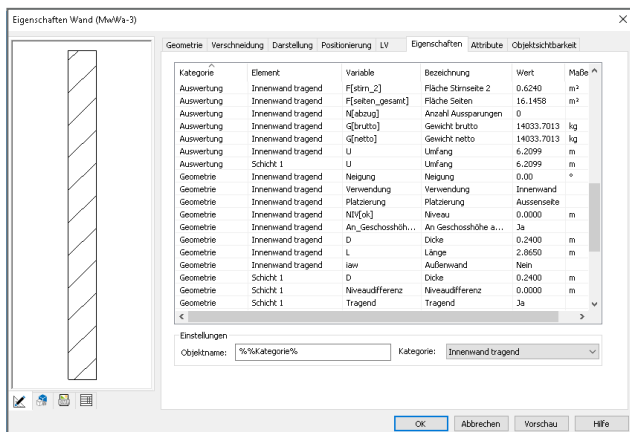 Eigenschaften Wand (MwWa-3)
Geometrie Verschneidung Darstellung Positionierung LV Eigenschaften Attribute Objektsichtbarkeit
Kategorie Element Variable Bezeichnung Wert Maße
Auswertung Innenwand tragend F[stirn_2] Fläche Stirnseite 2 0.6240 m²
Auswertung Innenwand tragend F[seiten_gesamt] Fläche Seiten 16.1458 m²
Auswertung Innenwand tragend N[abzug] Anzahl Aussparungen 0
Auswertung Innenwand tragend G[brutto] Gewicht brutto 14033.7013 kg
Auswertung Innenwand tragend G[netto] Gewicht netto 14033.7013 kg
Auswertung Innenwand tragend U Umfang 6.2099 m
Auswertung Schicht 1 U Umfang 6.2099 m
Geometrie Innenwand tragend Neigung Neigung 0.00 °
Geometrie Innenwand tragend Verwendung Verwendung Innenwand
Geometrie Innenwand tragend Platzierung Platzierung Aussenseite
Geometrie Innenwand tragend NIV[ok] Niveau 0.0000 m
Geometrie Innenwand tragend An_Geschosshöh... An Geschosshöhe a... Ja
Geometrie Innenwand tragend D Dicke 0.2400 m
Geometrie Innenwand tragend L Länge 2.8650 m
Geometrie Innenwand tragend iaw Außenwand Nein
Geometrie Schicht 1 D Dicke 0.2400 m
Geometrie Schicht 1 Niveaudifferenz Niveaudifferenz 0.0000 m
Geometrie Schicht 1 Tragend Tragend Ja
Einstellungen
Objektname: %%Kategorie% Kategorie: Innenwand tragend
OK Abbrechen Vorschau Hilfe